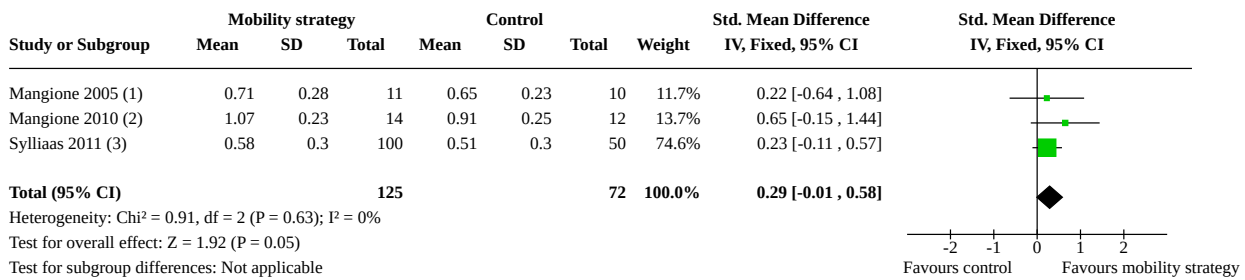 Mobility strategy Control Std. Mean Difference Std. Mean Difference
Study or Subgroup Mean SD Total Mean SD Total Weight IV, Fixed, 95% CI IV, Fixed, 95% CI
Mangione 2005 (1) 0.71 0.28 11 0.65 0.23 10 11.7% 0.22 [-0.64 , 1.08]
Mangione 2010 (2) 1.07 0.23 14 0.91 0.25 12 13.7% 0.65 [-0.15 , 1.44]
Sylliaas 2011 (3) 0.58 0.3 100 0.51 0.3 50 74.6% 0.23 [-0.11 , 0.57]
Total (95% CI) 125 72 100.0% 0.29 [-0.01 , 0.58]
Heterogeneity: Chi² = 0.91, df = 2 (P = 0.63); I² = 0%
Test for overall effect: Z = 1.92 (P = 0.05)
Test for subgroup differences: Not applicable
-2 -1 0 1 2
Favours control Favours mobility strategy